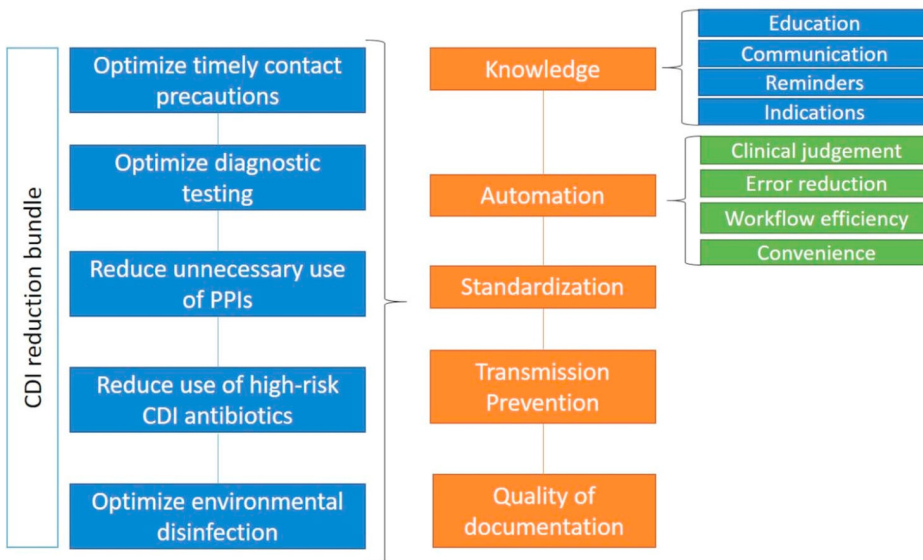 CDI reduction bundle
Optimize timely contact
precautions
Optimize diagnostic
testing
Reduce unnecessary use
of PPIs
Reduce use of high-risk
CDI antibiotics
Optimize environmental
disinfection
Knowledge
Automation
Standardization
Transmission
Prevention
Quality of
documentation
Education
Communication
Reminders
Indications
Clinical judgement
Error reduction
Workflow efficiency
Convenience